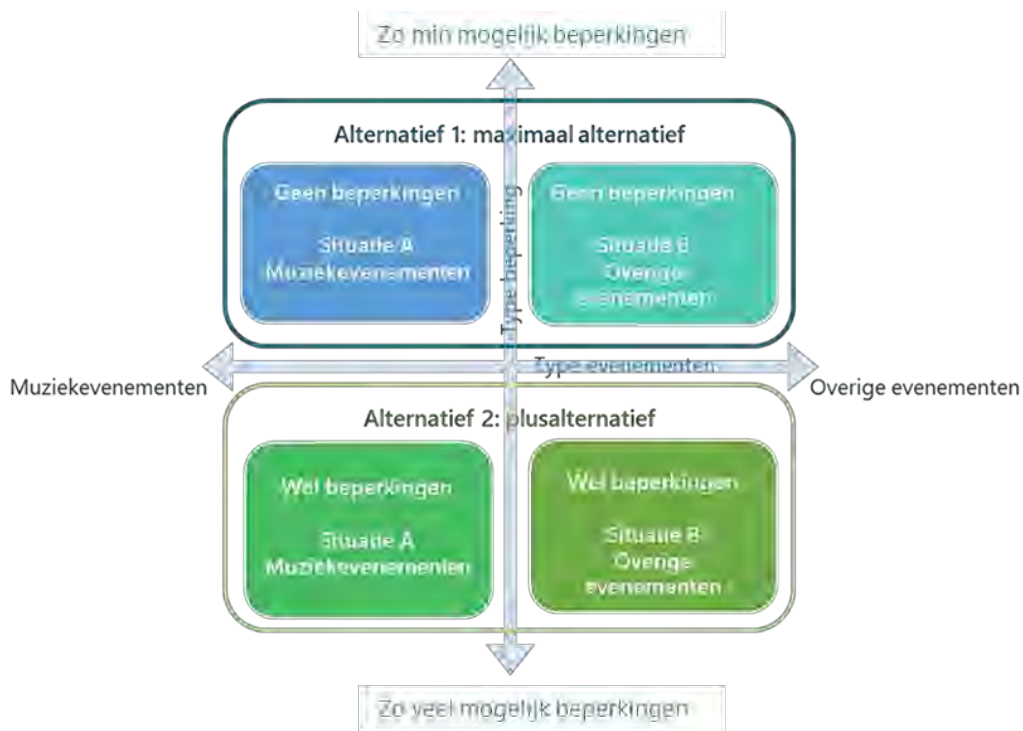 Zo min mogelijk beperkingen
Alternatief 1: maximaal alternatief
Geen beperkingen
Situatie A
Muziekevenementen
Geen beperkingen
Situatie B
Overige
evenementen
Type beperking
Type evenementen
Muziekevenementen
Overige evenementen
Alternatief 2: plusalternatief
Wel beperkingen
Situatie A
Muziekevenementen
Wel beperkingen
Situatie B
Overige
evenementen
Zo veel mogelijk beperkingen